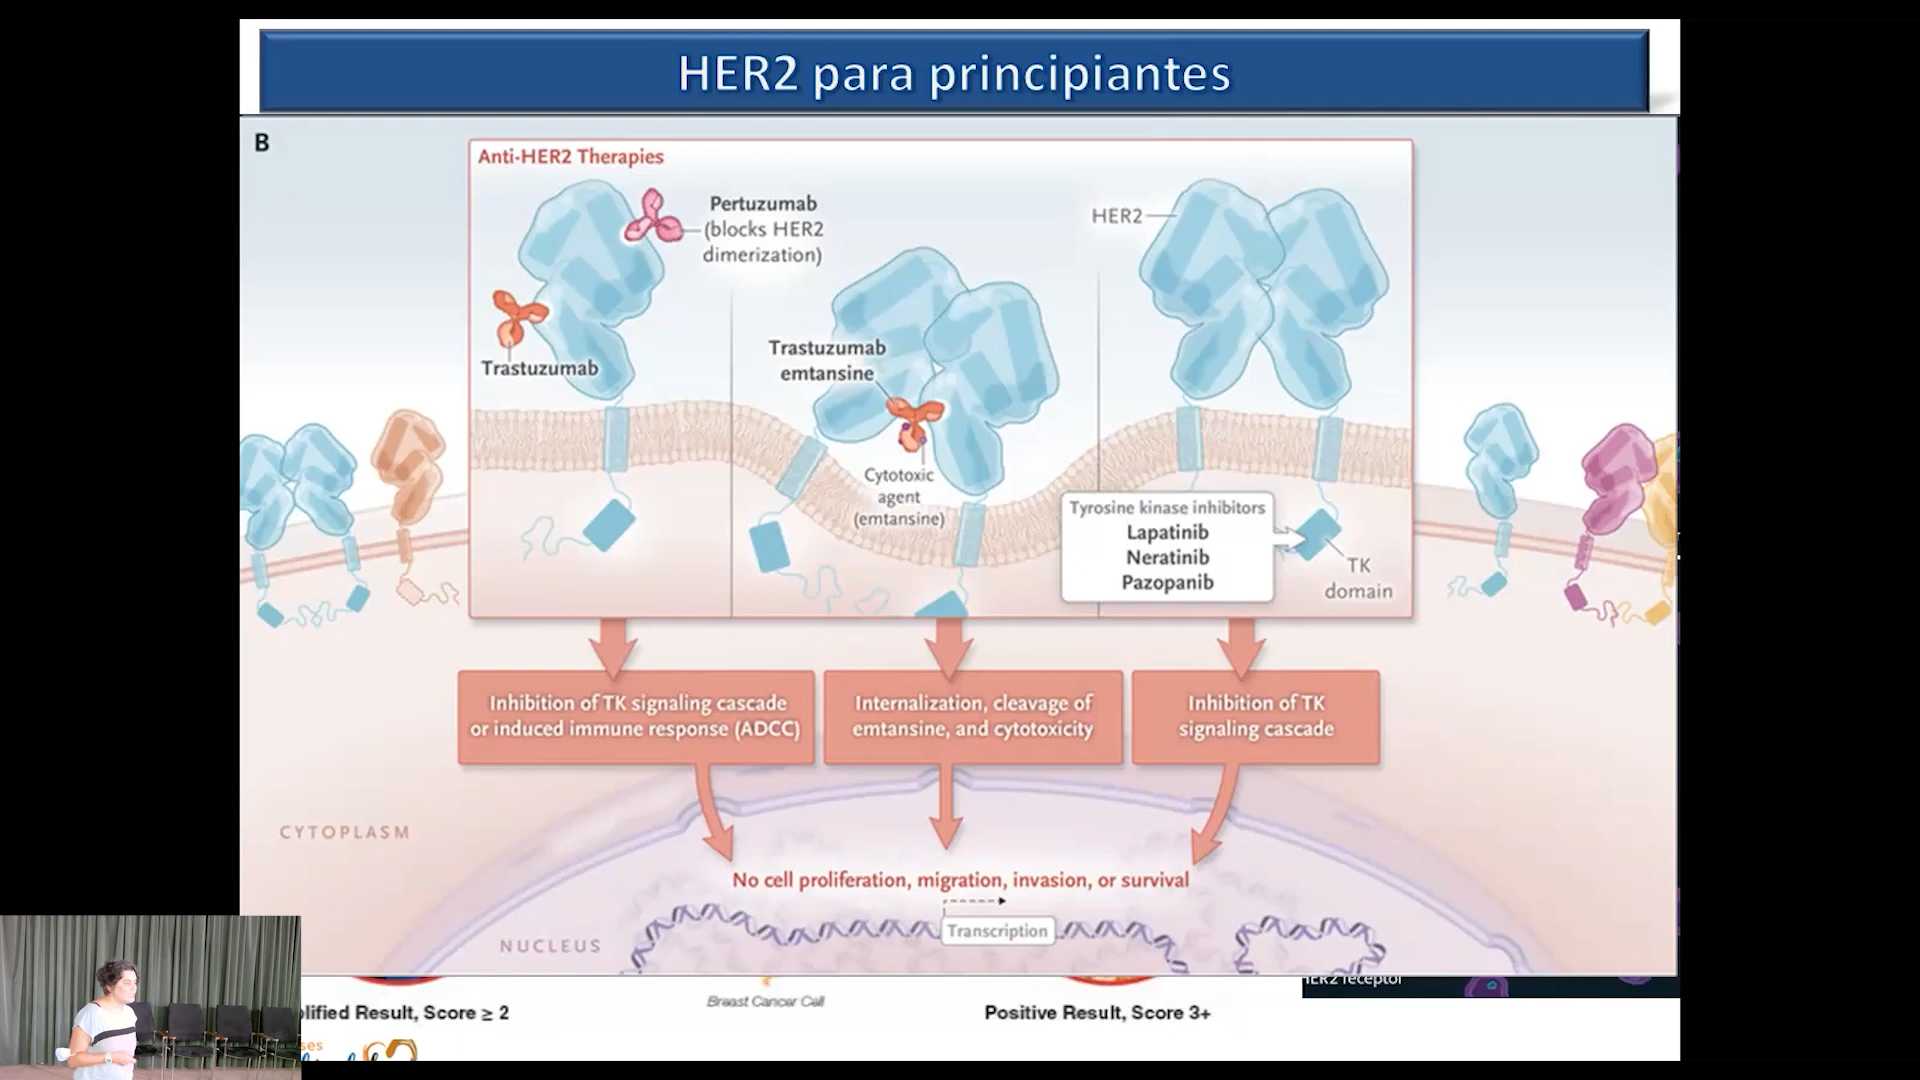 HER2 para principiantes
B
Anti-HER2 Therapies
Pertuzumab
(blocks HER2
dimerization)
Trastuzumab
Trastuzumab
emtansine
Cytotoxic
agent
(emtansine)
HER2
Tyrosine kinase inhibitors
Lapatinib
Neratinib
Pazopanib
TK
domain
Inhibition of TK signaling cascade
or induced immune response (ADCC)
Internalization, cleavage of
emtansine, and cytotoxicity
Inhibition of TK
signaling cascade
CYTOPLASM
No cell proliferation, migration, invasion, or survival
Transcription
NUCLEUS
HER2 receptor
Breast Cancer Cell
lified Result, Score ≥ 2
Positive Result, Score 3+
ses